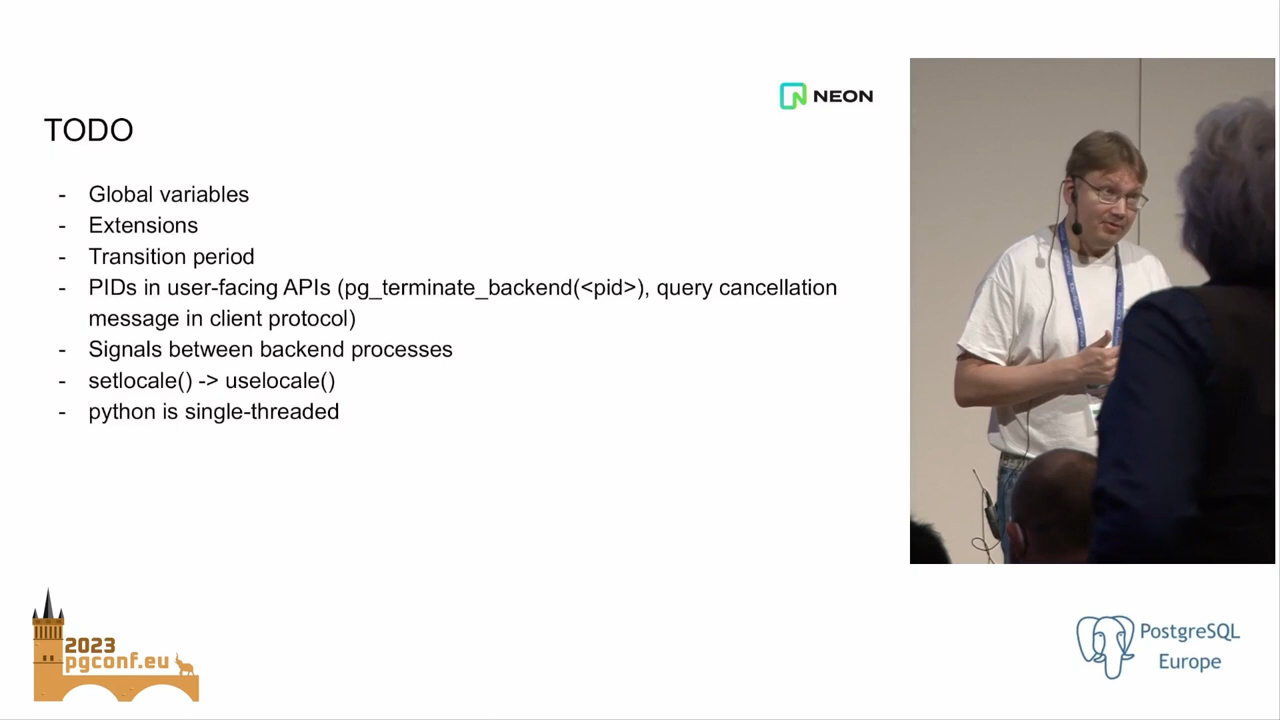 NEON
TODO
- Global variables
- Extensions
- Transition period
- PIDs in user-facing APIs (pg_terminate_backend(<pid>), query cancellation
message in client protocol)
- Signals between backend processes
- setlocale() -> uselocale()
- python is single-threaded
2023
pgconf.eu
PostgreSQL
Europe